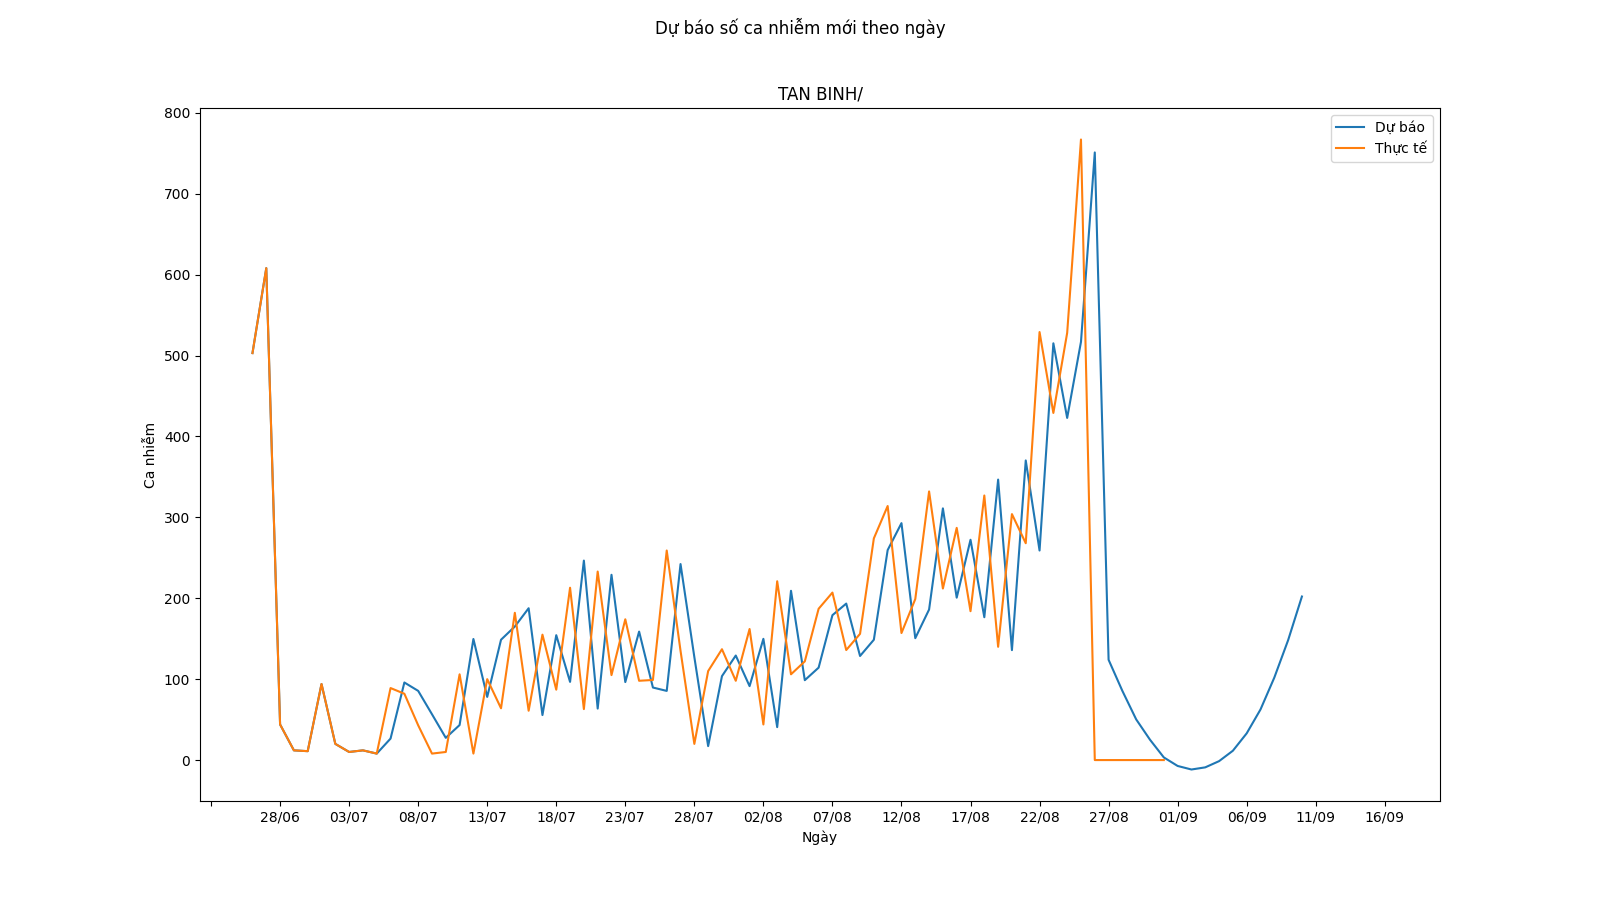 Dự báo số ca nhiễm mới theo ngày
TAN BINH/
Dự báo
Thực tế
800
700
600
500
400
300
200
100
0
Ca nhiễm
28/06 03/07 08/07 13/07 18/07 23/07 28/07 02/08 07/08 12/08 17/08 22/08 27/08 01/09 06/09 11/09 16/09
Ngày